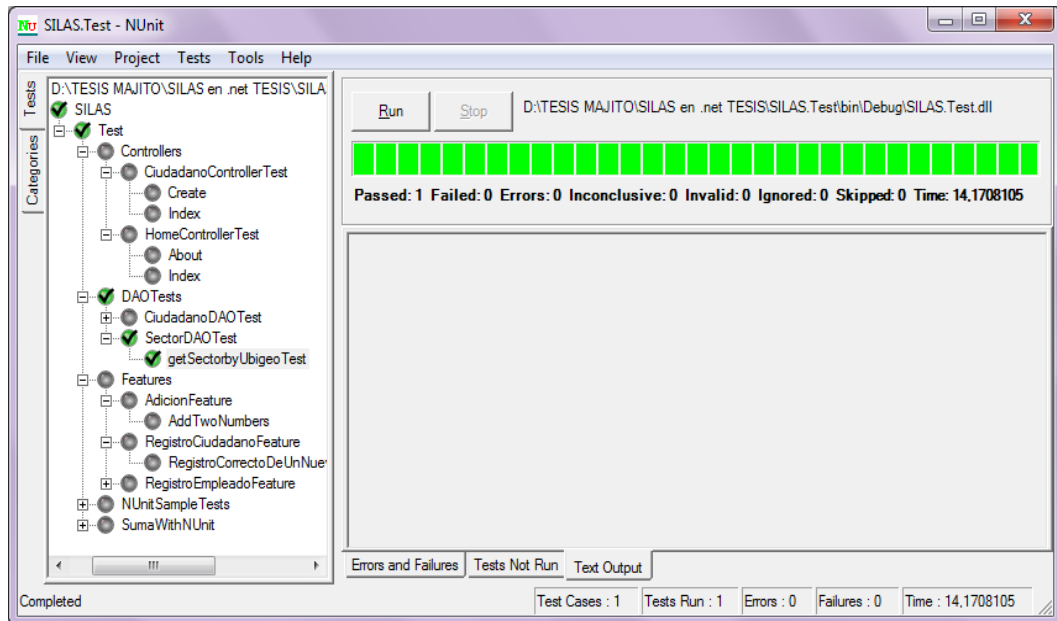 Nu SILAS.Test - NUnit
File View Project Tests Tools Help
Tests
Categories
D:\TESIS MAJITO\SILAS en .net TESIS\SILA
SILAS
Test
Controllers
CiudadanoControllerTest
Create
Index
HomeControllerTest
About
Index
DAOTests
CiudadanoDAOTest
SectorDAOTest
getSectorbyUbigeoTest
Features
AdicionFeature
AddTwoNumbers
RegistroCiudadanoFeature
RegistroCorrectoDeUnNue
RegistroEmpleadoFeature
NUnitSampleTests
SumaWithNUnit
Run Stop D:\TESIS MAJITO\SILAS en .net TESIS\SILAS.Test\bin\Debug\SILAS.Test.dll
Passed: 1 Failed: 0 Errors: 0 Inconclusive: 0 Invalid: 0 Ignored: 0 Skipped: 0 Time: 14,1708105
Errors and Failures Tests Not Run Text Output
Completed Test Cases : 1 Tests Run : 1 Errors : 0 Failures : 0 Time : 14,1708105